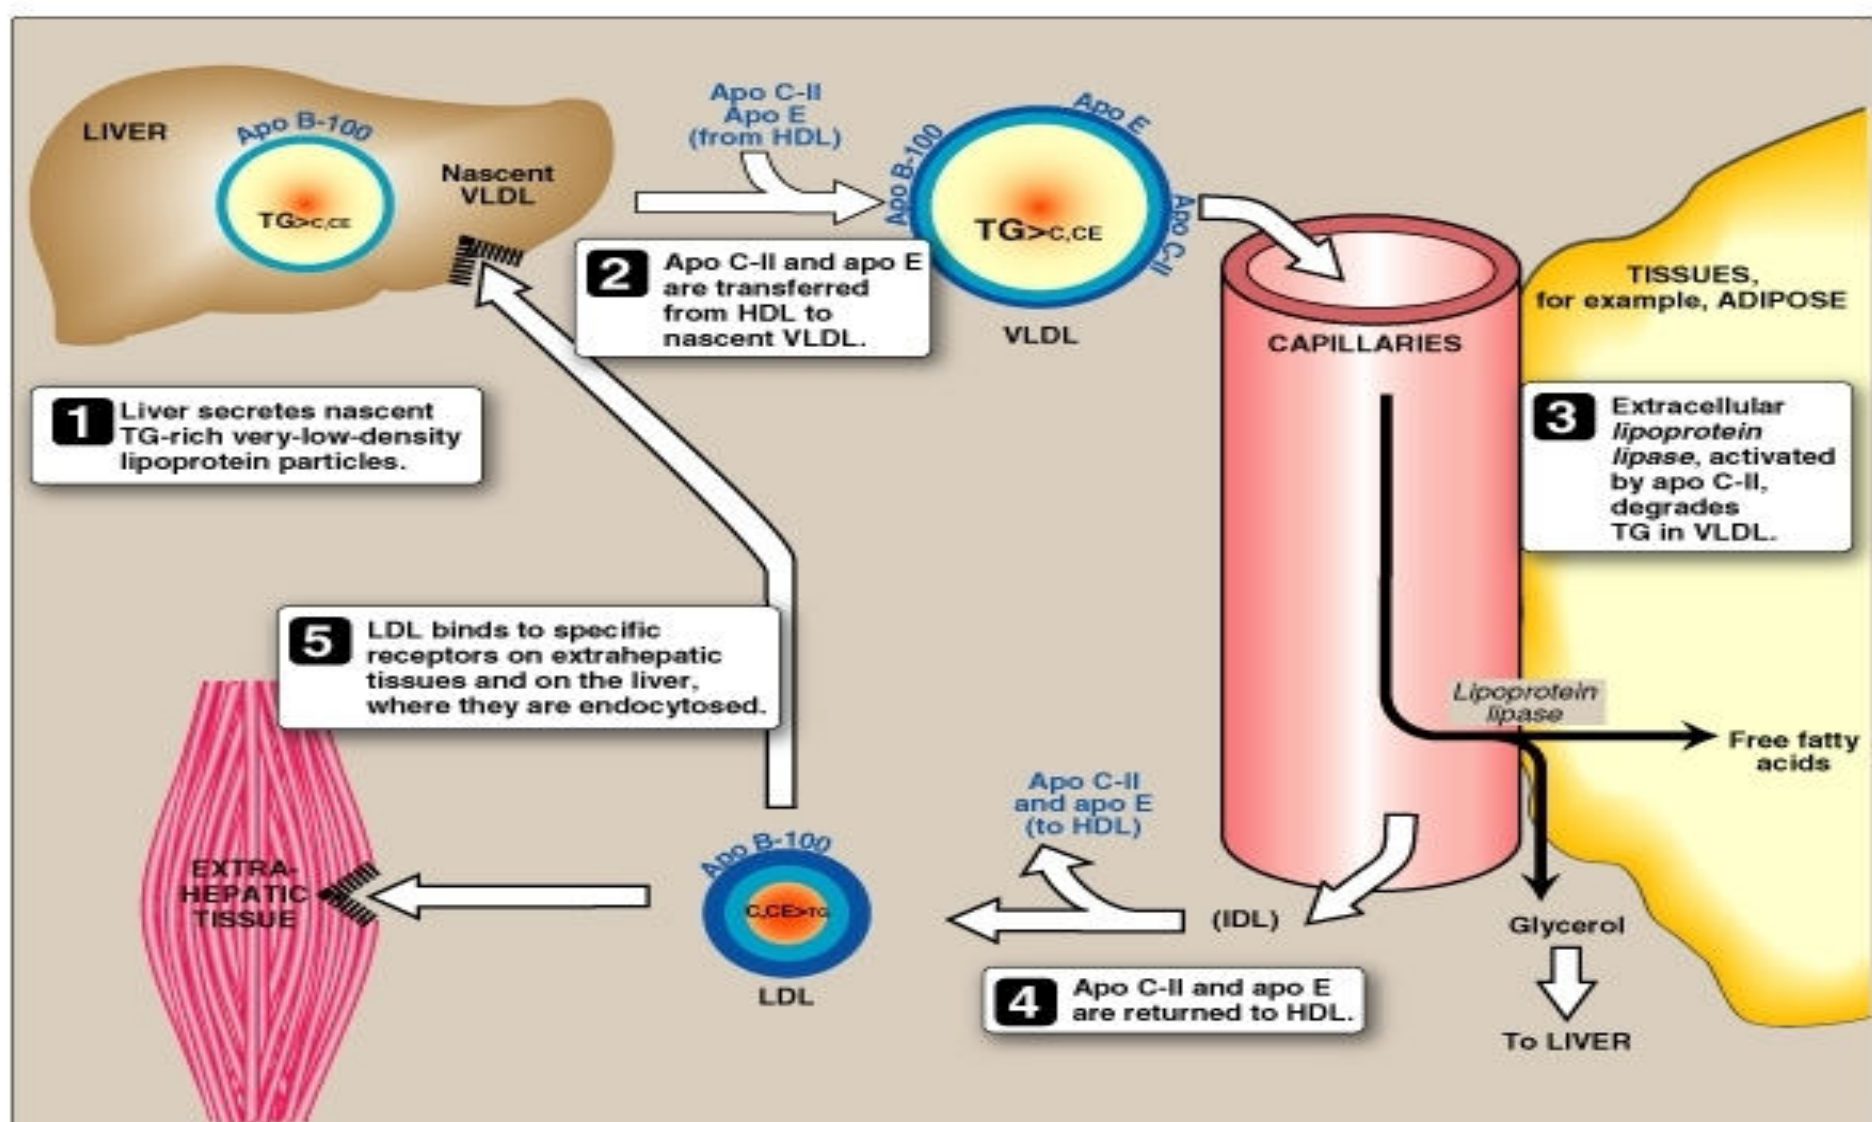 LIVER
Apo B-100
TG>C,CE
Nascent
VLDL
Apo C-II
Apo E
(from HDL)
Apo B-100
Apo E
Apo C-II
TG>C,CE
VLDL
1 Liver secretes nascent
TG-rich very-low-density
lipoprotein particles.
2 Apo C-II and apo E
are transferred
from HDL to
nascent VLDL.
CAPILLARIES
TISSUES,
for example, ADIPOSE
3 Extracellular
lipoprotein
lipase, activated
by apo C-II,
degrades
TG in VLDL.
Lipoprotein
lipase
Free fatty
acids
Glycerol
To LIVER
(IDL)
Apo C-II
and apo E
(to HDL)
4 Apo C-II and apo E
are returned to HDL.
Apo B-100
C,CE>TG
LDL
5 LDL binds to specific
receptors on extrahepatic
tissues and on the liver,
where they are endocytosed.
EXTRA-
HEPATIC
TISSUE